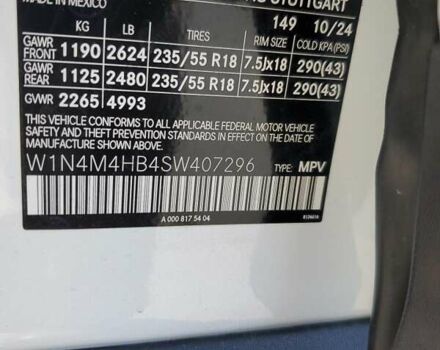 MADE IN MEXICO STUTTGART
149 10/24
KG LB TIRES RIM SIZE COLD KPA (PSI)
GAWR FRONT 1190 2624 235/55 R18 7.5Jx18 290(43)
GAWR REAR 1125 2480 235/55 R18 7.5Jx18 290(43)
GVWR 2265 4993
THIS VEHICLE CONFORMS TO ALL APPLICABLE FEDERAL MOTOR VEHICLE
SAFETY AND THEFT PREVENTION STANDARDS IN EFFECT ON THE DATE OF
MANUFACTURE SHOWN ABOVE.
W1N4M4HB4SW407296 TYPE: MPV
A 000 817 54 04